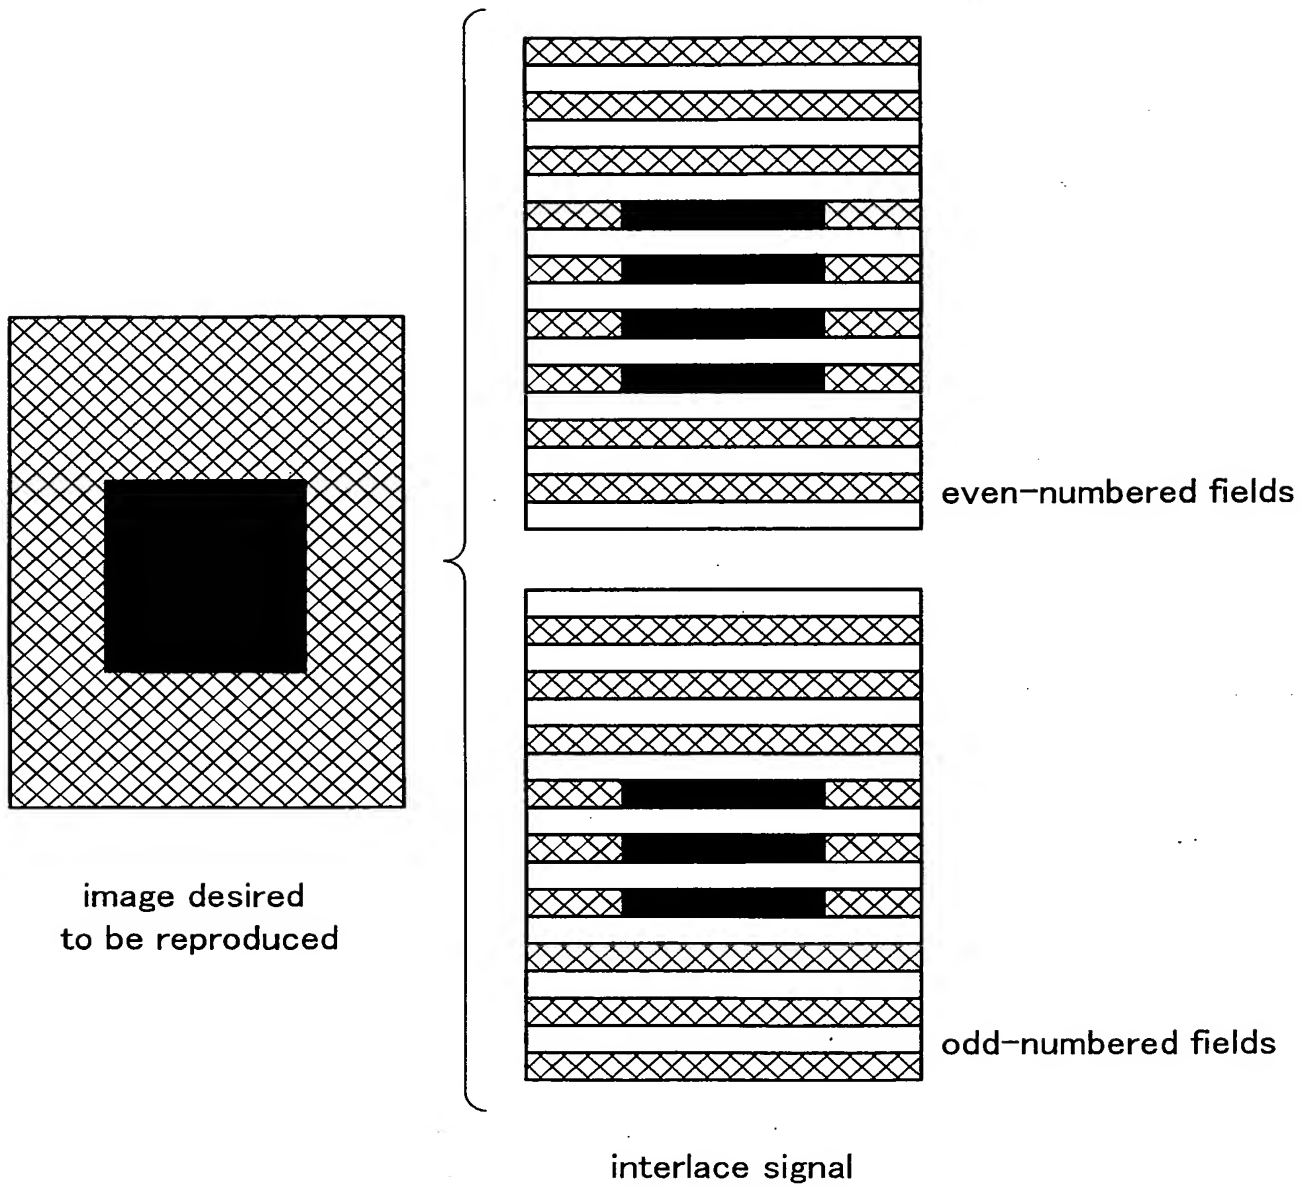 even-numbered fields
image desired
to be reproduced
odd-numbered fields
interlace signal